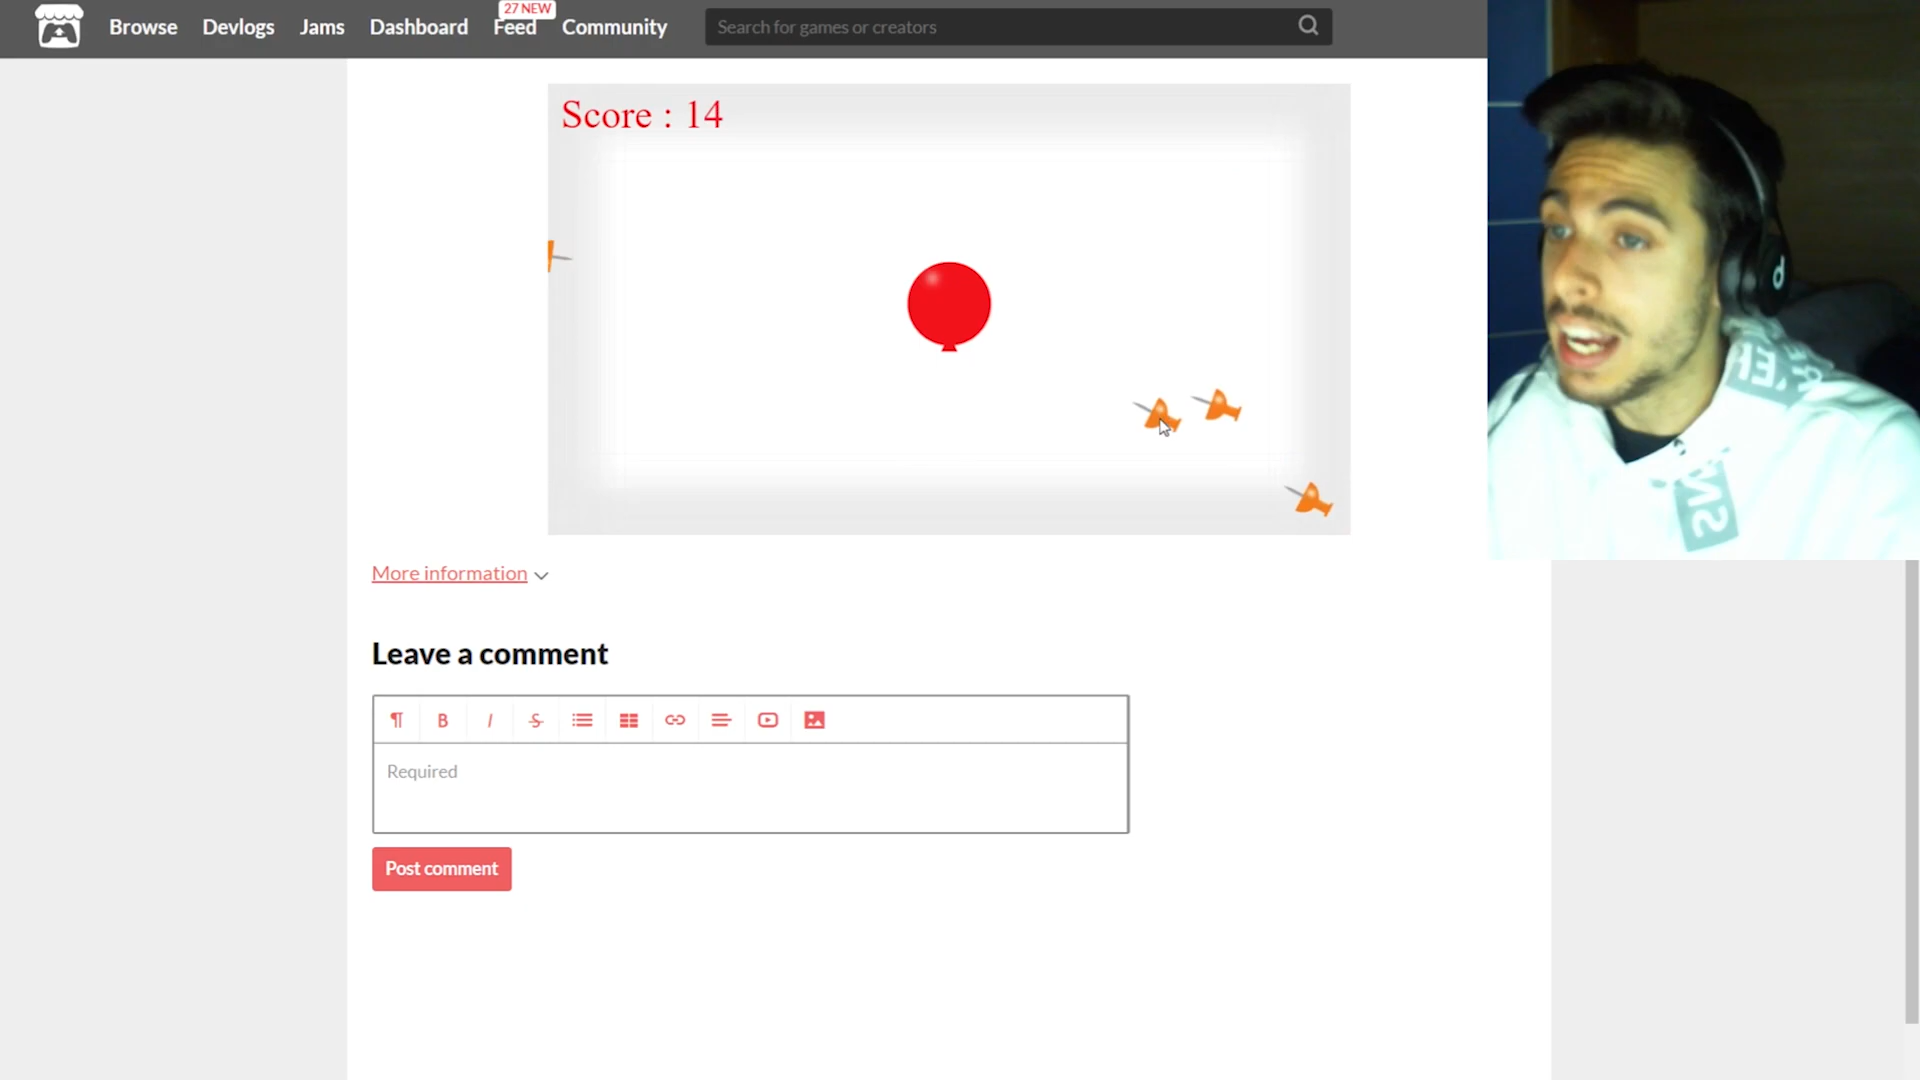 Browse Devlogs Jams Dashboard Feed 27 NEW Community Search for games or creators
Score : 14
More information
Leave a comment
Required
Post comment